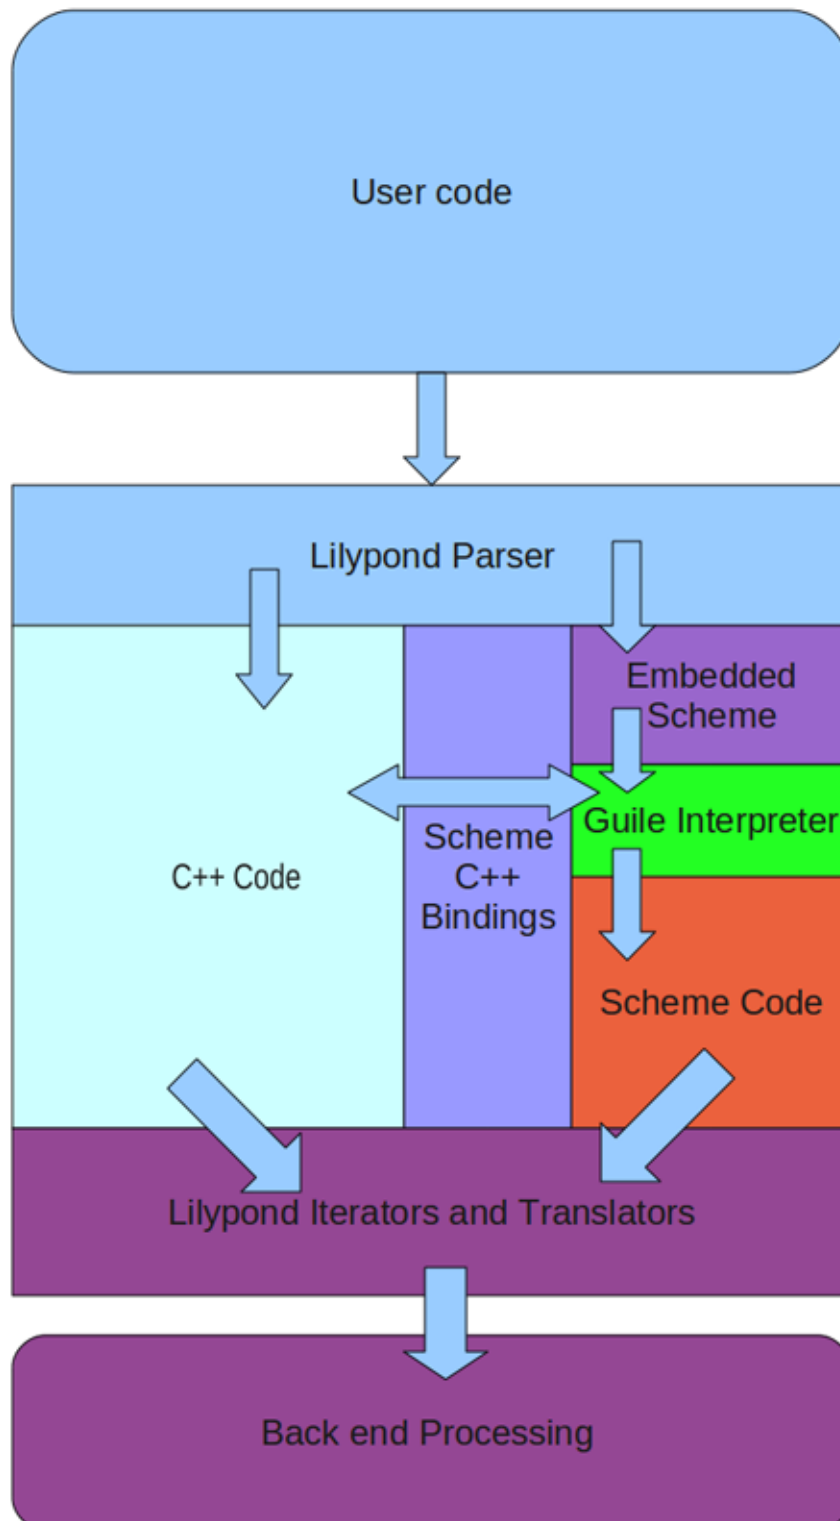 User code
Lilypond Parser
Embedded
Scheme
Guile Interpreter
Scheme
C++
Bindings
C++ Code
Scheme Code
Lilypond Iterators and Translators
Back end Processing